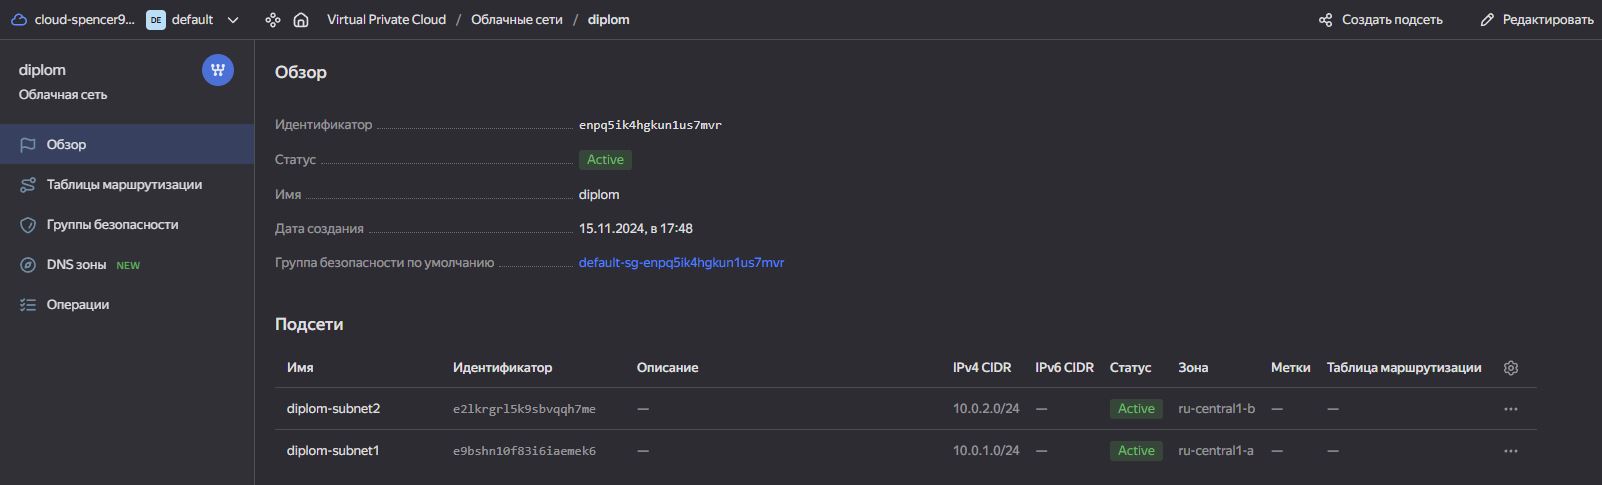 cloud-spencer9... DE default Virtual Private Cloud / Облачные сети / diplom Создать подсеть Редактировать
diplom
Облачная сеть
Обзор
Таблицы маршрутизации
Группы безопасности
DNS зоны NEW
Операции
Обзор
Идентификатор enpq5ik4hgkun1us7mvr
Статус Active
Имя diplom
Дата создания 15.11.2024, в 17:48
Группа безопасности по умолчанию default-sg-enpq5ik4hgkun1us7mvr
Подсети
Имя Идентификатор Описание IPv4 CIDR IPv6 CIDR Статус Зона Метки Таблица маршрутизации
diplom-subnet2 e2lkrgrl5k9sbvqqh7me — 10.0.2.0/24 — Active ru-central1-b — —
diplom-subnet1 e9bshn10f83i6iaemek6 — 10.0.1.0/24 — Active ru-central1-a — —